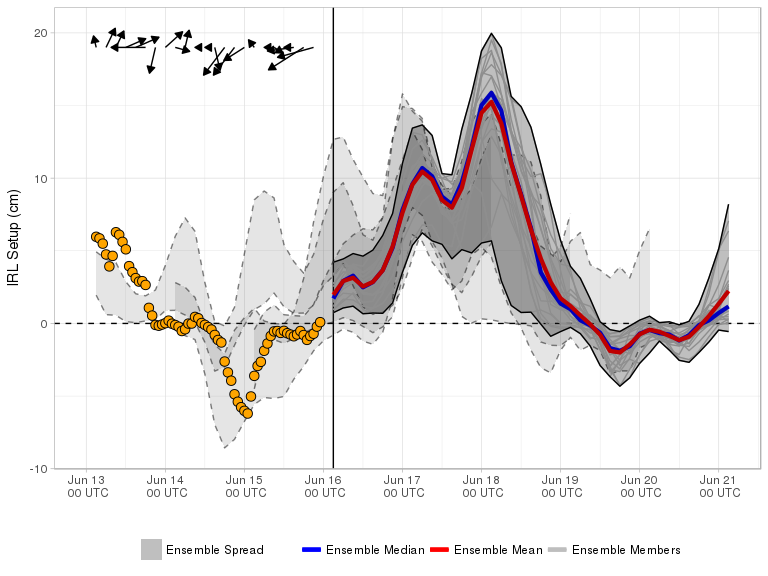 IRL Setup (cm)
20
10
0
-10
Jun 13 Jun 14 Jun 15 Jun 16 Jun 17 Jun 18 Jun 19 Jun 20 Jun 21
00 UTC 00 UTC 00 UTC 00 UTC 00 UTC 00 UTC 00 UTC 00 UTC 00 UTC
Ensemble Spread Ensemble Median Ensemble Mean Ensemble Members